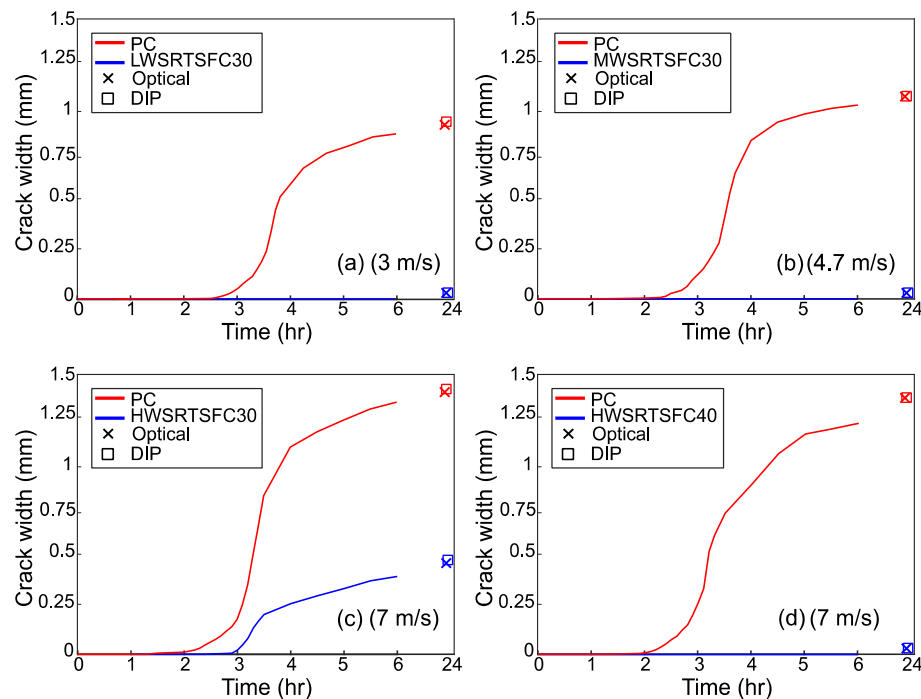 1.5
1.25
1
0.75
0.5
0.25
0
Crack width (mm)
PC
LWSRTSFC30
Optical
DIP
(a) (3 m/s)
0 1 2 3 4 5 6 24
Time (hr)
1.5
1.25
1
0.75
0.5
0.25
0
Crack width (mm)
PC
MWSRTSFC30
Optical
DIP
(b) (4.7 m/s)
0 1 2 3 4 5 6 24
Time (hr)
1.5
1.25
1
0.75
0.5
0.25
0
Crack width (mm)
PC
HWSRTSFC30
Optical
DIP
(c) (7 m/s)
0 1 2 3 4 5 6 24
Time (hr)
1.5
1.25
1
0.75
0.5
0.25
0
Crack width (mm)
PC
HWSRTSFC40
Optical
DIP
(d) (7 m/s)
0 1 2 3 4 5 6 24
Time (hr)